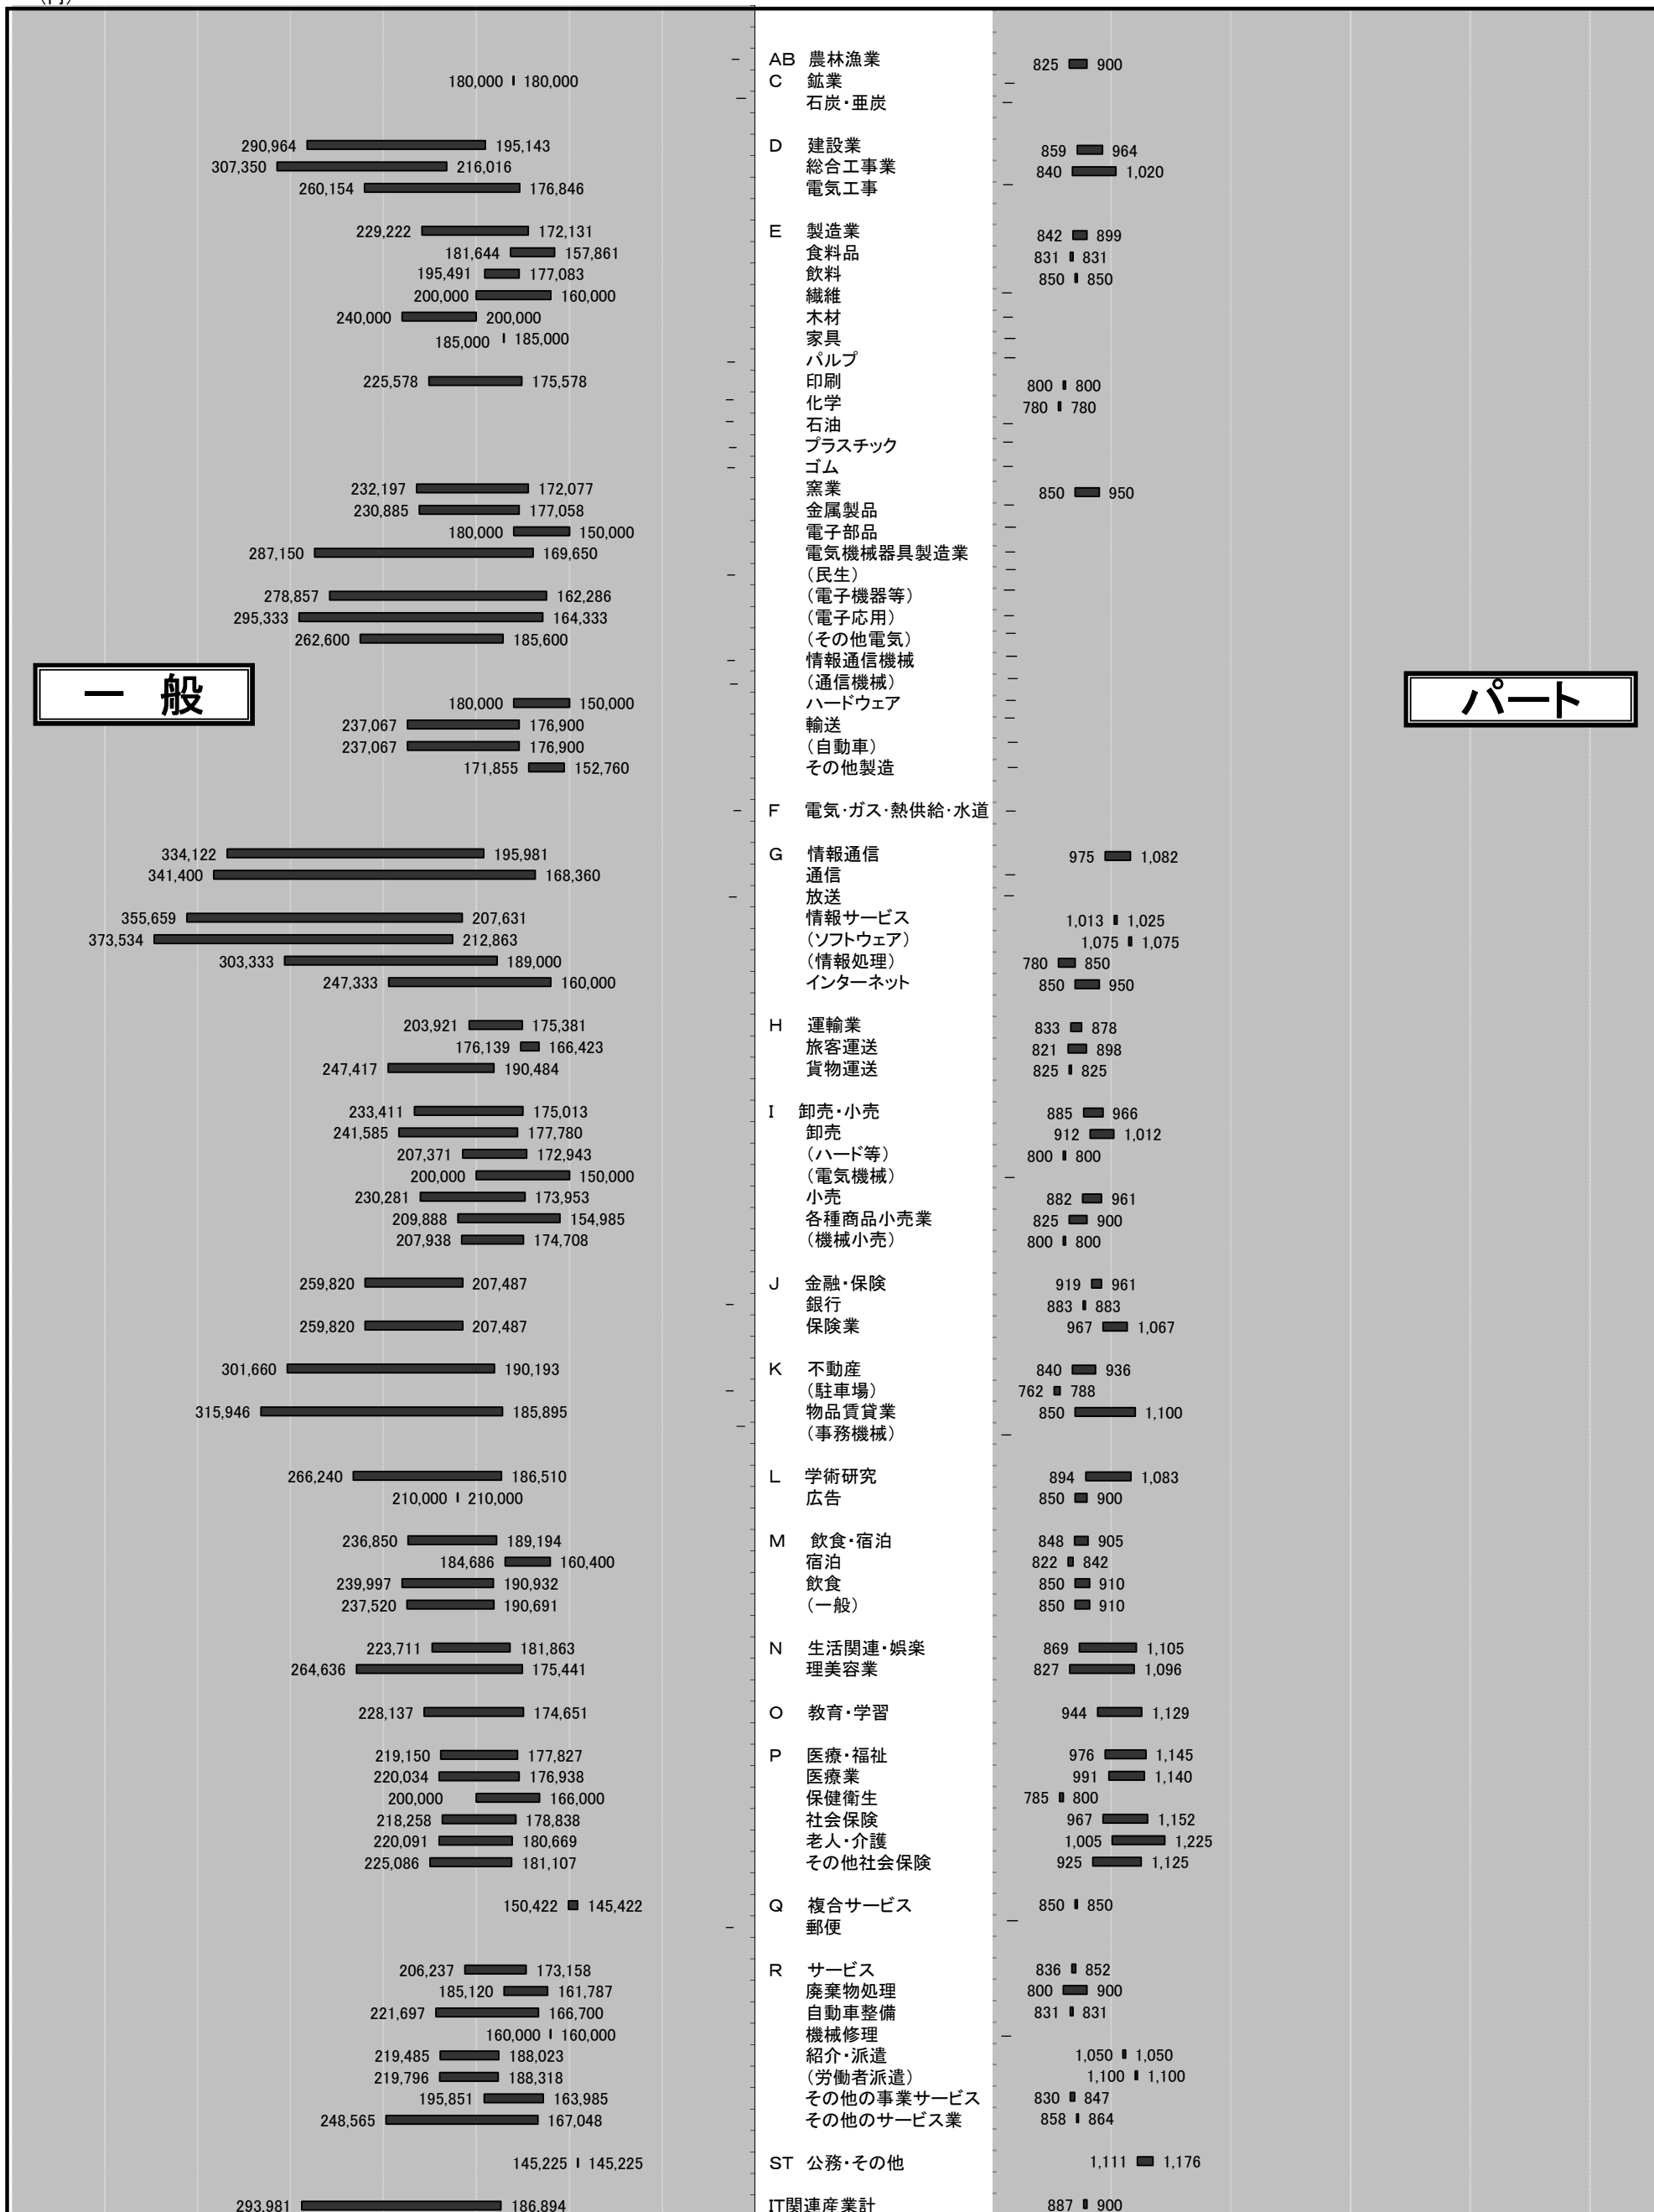 (円)
AB 農林漁業 825 900
180,000 180,000 C 鉱業
石炭・亜炭
290,964 195,143 D 建設業 859 964
307,350 216,016 総合工事業 840 1,020
260,154 176,846 電気工事
229,222 172,131 E 製造業 842 899
181,644 157,861 食料品 831 831
195,491 177,083 飲料 850 850
200,000 160,000 繊維
240,000 200,000 木材
185,000 185,000 家具
パルプ
225,578 175,578 印刷 800 800
化学 780 780
石油
プラスチック
ゴム
232,197 172,077 窯業 850 950
230,885 177,058 金属製品
180,000 150,000 電子部品
287,150 169,650 電気機械器具製造業
(民生)
278,857 162,286 (電子機器等)
295,333 164,333 (電子応用)
262,600 185,600 (その他電気)
情報通信機械
一 般
パート
(通信機械)
180,000 150,000 ハードウェア
237,067 176,900 輸送
237,067 176,900 (自動車)
171,855 152,760 その他製造
F 電気・ガス・熱供給・水道
334,122 195,981 G 情報通信 975 1,082
341,400 168,360 通信
放送
355,659 207,631 情報サービス 1,013 1,025
373,534 212,863 (ソフトウェア) 1,075 1,075
303,333 189,000 (情報処理) 780 850
247,333 160,000 インターネット 850 950
203,921 175,381 H 運輸業 833 878
176,139 166,423 旅客運送 821 898
247,417 190,484 貨物運送 825 825
233,411 175,013 I 卸売・小売 885 966
241,585 177,780 卸売 912 1,012
207,371 172,943 (ハード等) 800 800
200,000 150,000 (電気機械)
230,281 173,953 小売 882 961
209,888 154,985 各種商品小売業 825 900
207,938 174,708 (機械小売) 800 800
259,820 207,487 J 金融・保険 919 961
銀行 883 883
259,820 207,487 保険業 967 1,067
301,660 190,193 K 不動産 840 936
(駐車場) 762 788
315,946 185,895 物品賃貸業 850 1,100
(事務機械)
266,240 186,510 L 学術研究 894 1,083
210,000 210,000 広告 850 900
236,850 189,194 M 飲食・宿泊 848 905
184,686 160,400 宿泊 822 842
239,997 190,932 飲食 850 910
237,520 190,691 (一般) 850 910
223,711 181,863 N 生活関連・娯楽 869 1,105
264,636 175,441 理美容業 827 1,096
228,137 174,651 O 教育・学習 944 1,129
219,150 177,827 P 医療・福祉 976 1,145
220,034 176,938 医療業 991 1,140
200,000 166,000 保健衛生 785 800
218,258 178,838 社会保険 967 1,152
220,091 180,669 老人・介護 1,005 1,225
225,086 181,107 その他社会保険 925 1,125
150,422 145,422 Q 複合サービス 850 850
郵便
206,237 173,158 R サービス 836 852
185,120 161,787 廃棄物処理 800 900
221,697 166,700 自動車整備 831 831
160,000 160,000 機械修理
219,485 188,023 紹介・派遣 1,050 1,050
219,796 188,318 (労働者派遣) 1,100 1,100
195,851 163,985 その他の事業サービス 830 847
248,565 167,048 その他のサービス業 858 864
145,225 145,225 ST 公務・その他 1,111 1,176
293,981 186,894 IT関連産業計 887 900